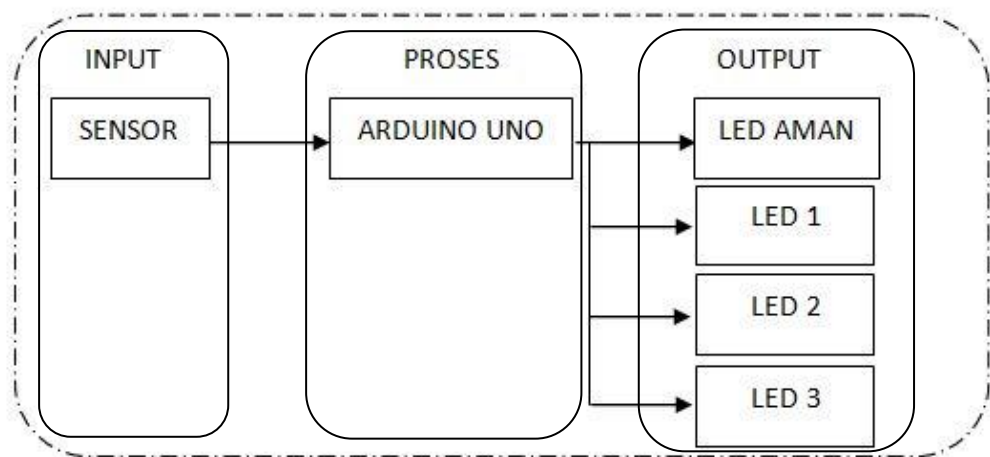 INPUT
PROSES
OUTPUT
SENSOR
ARDUINO UNO
LED AMAN
LED 1
LED 2
LED 3